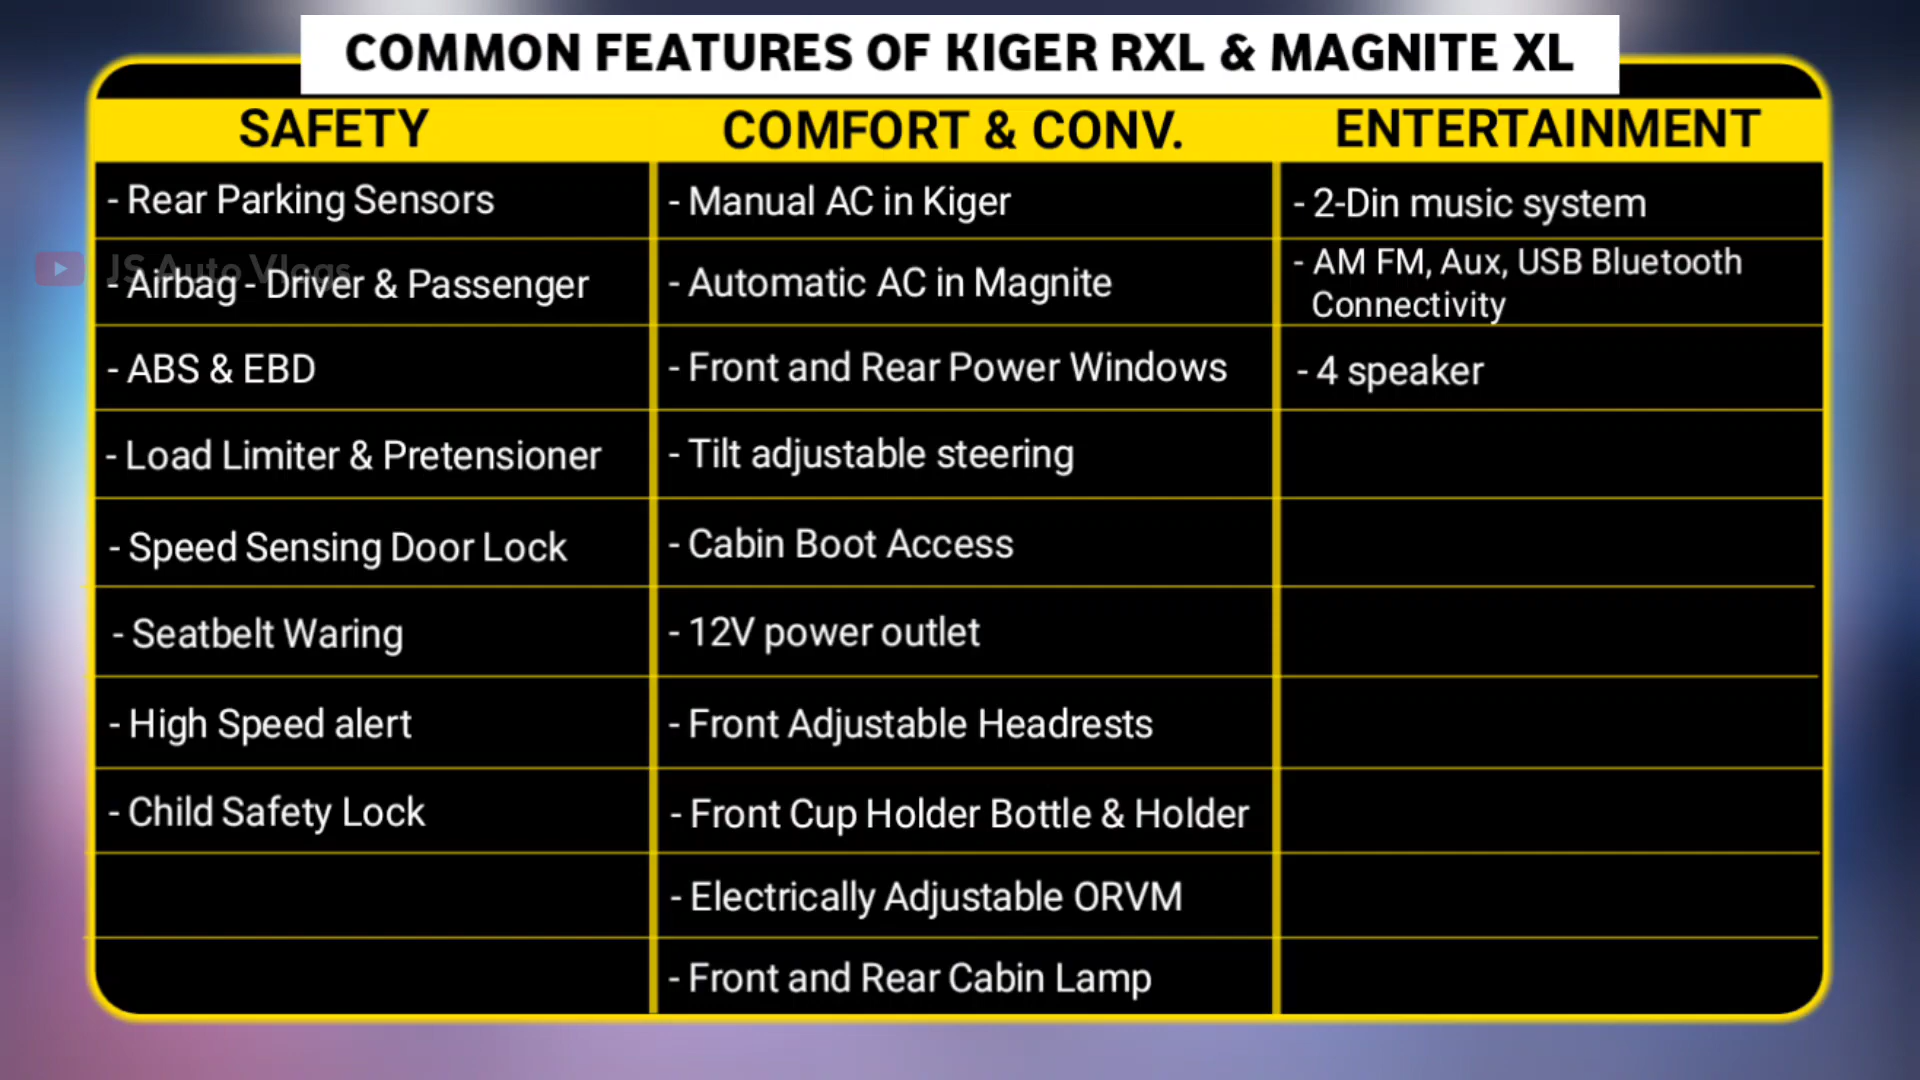 COMMON FEATURES OF KIGER RXL & MAGNITE XL
SAFETY
- Rear Parking Sensors
JS Auto Vlogs
- Airbag - Driver & Passenger
- ABS & EBD
- Load Limiter & Pretensioner
- Speed Sensing Door Lock
- Seatbelt Waring
- High Speed alert
- Child Safety Lock
COMFORT & CONV.
- Manual AC in Kiger
- Automatic AC in Magnite
- Front and Rear Power Windows
- Tilt adjustable steering
- Cabin Boot Access
- 12V power outlet
- Front Adjustable Headrests
- Front Cup Holder Bottle & Holder
- Electrically Adjustable ORVM
- Front and Rear Cabin Lamp
ENTERTAINMENT
- 2-Din music system
- AM FM, Aux, USB Bluetooth
Connectivity
- 4 speaker